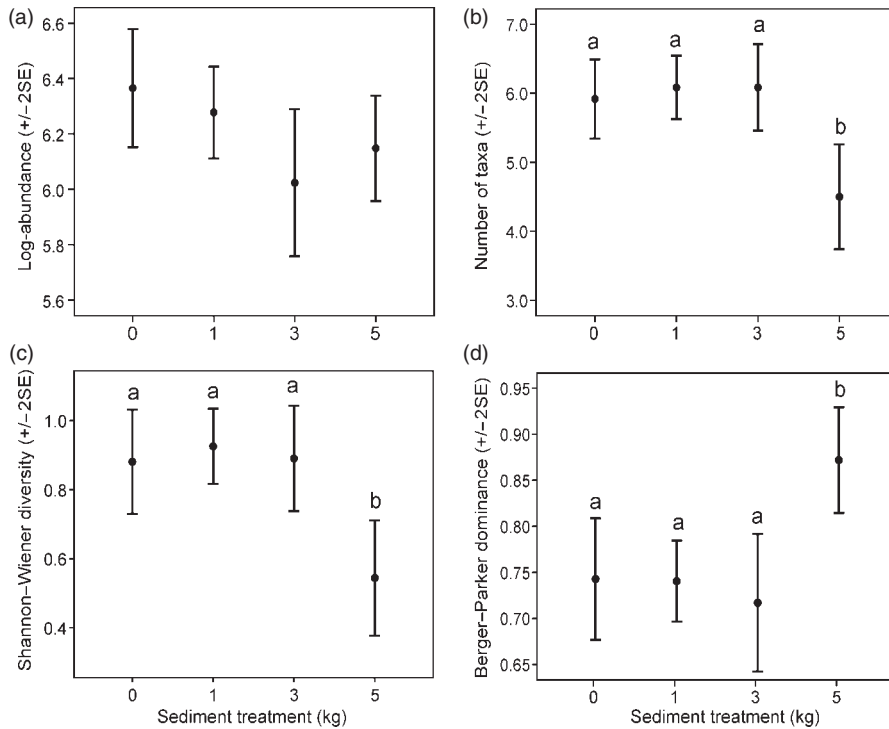 (a)
Log-abundance (+/−2SE)
6.6
6.4
6.2
6.0
5.8
5.6
0 1 3 5
(b)
Number of taxa (+/−2SE)
7.0
6.0
5.0
4.0
3.0
a a a b
0 1 3 5
(c)
Shannon−Wiener diversity (+/−2SE)
1.0
0.8
0.6
0.4
a a a b
0 1 3 5
Sediment treatment (kg)
(d)
Berger−Parker dominance (+/−2SE)
0.95
0.90
0.85
0.80
0.75
0.70
0.65
a a a b
0 1 3 5
Sediment treatment (kg)